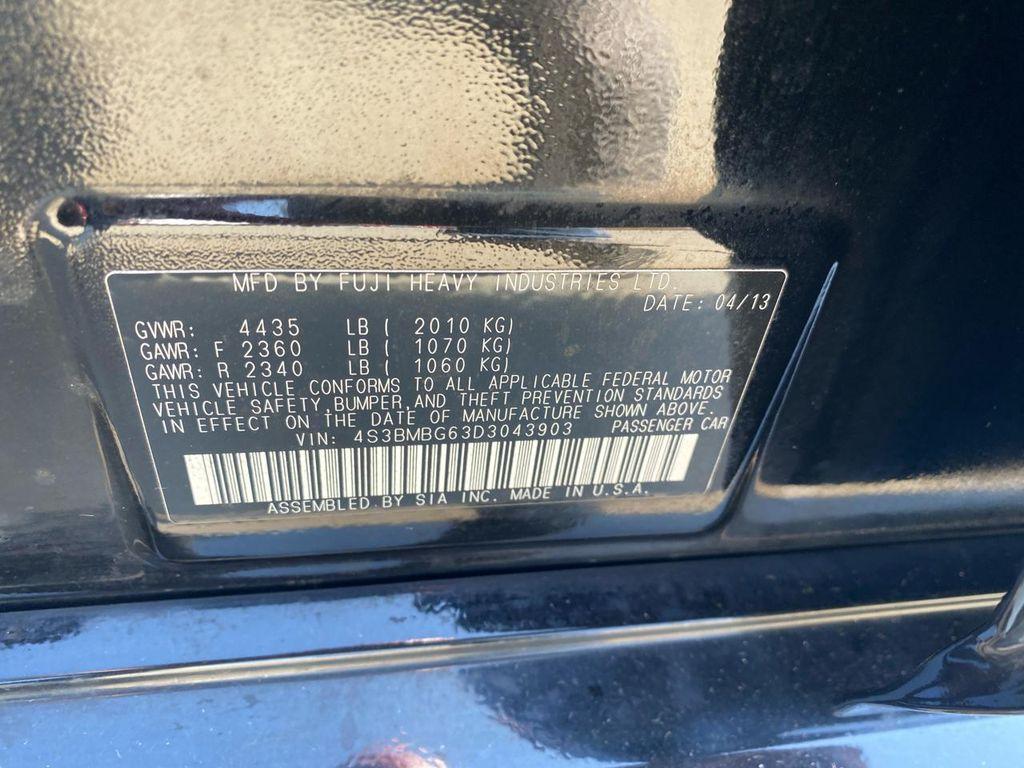 MFD BY FUJI HEAVY INDUSTRIES LTD.
DATE: 04/13
GVWR: 4435 LB ( 2010 KG)
GAWR: F 2360 LB ( 1070 KG)
GAWR: R 2340 LB ( 1060 KG)
THIS VEHICLE CONFORMS TO ALL APPLICABLE FEDERAL MOTOR
VEHICLE SAFETY, BUMPER, AND THEFT PREVENTION STANDARDS
IN EFFECT ON THE DATE OF MANUFACTURE SHOWN ABOVE.
VIN: 4S3BMBG63D3043903 PASSENGER CAR
ASSEMBLED BY SIA INC. MADE IN U.S.A.